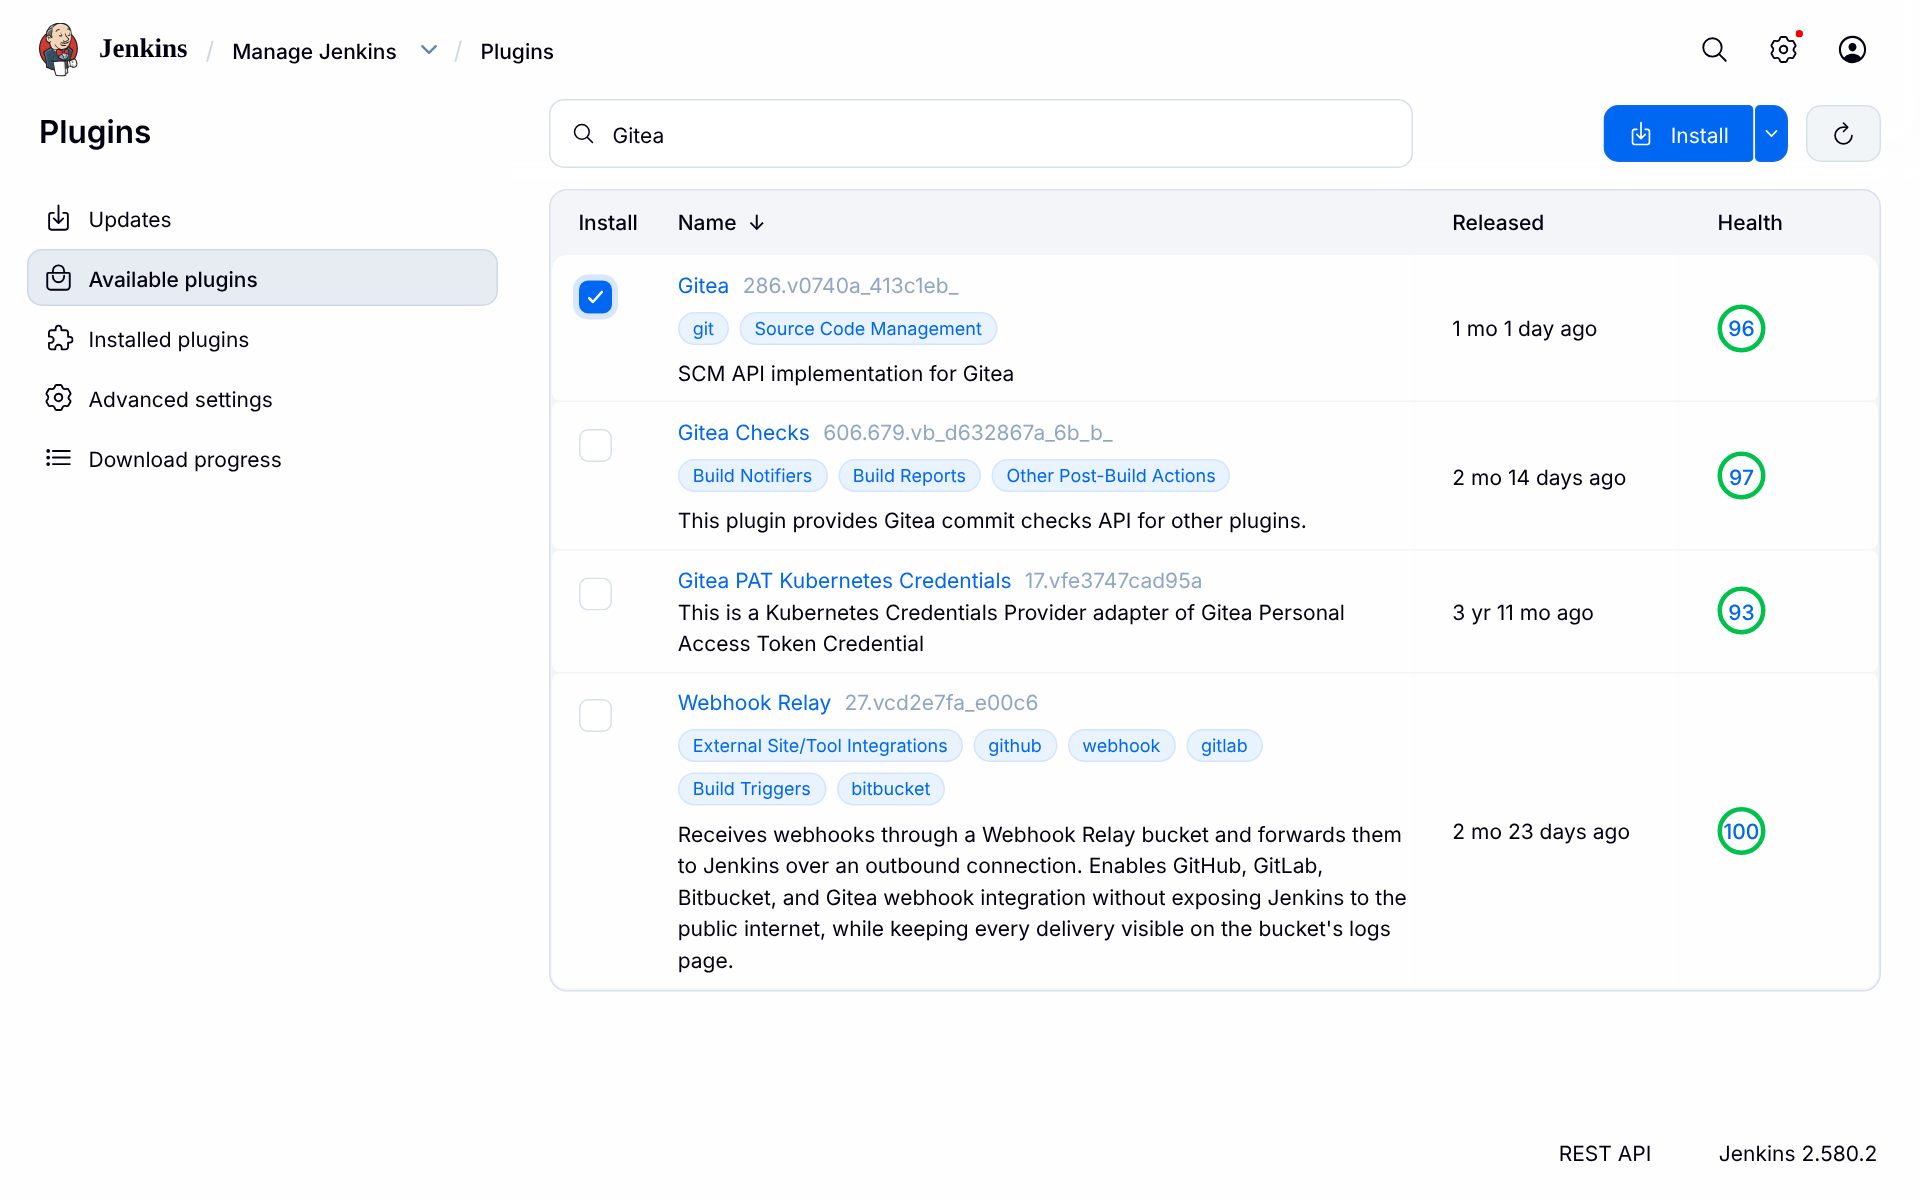 Jenkins / Manage Jenkins / Plugins
Plugins
Updates
Available plugins
Installed plugins
Advanced settings
Download progress
Gitea
Install
Install Name ↓ Released Health
Gitea 286.v0740a_413c1eb_
git Source Code Management
SCM API implementation for Gitea
1 mo 1 day ago
96
Gitea Checks 606.679.vb_d632867a_6b_b_
Build Notifiers Build Reports Other Post-Build Actions
This plugin provides Gitea commit checks API for other plugins.
2 mo 14 days ago
97
Gitea PAT Kubernetes Credentials 17.vfe3747cad95a
This is a Kubernetes Credentials Provider adapter of Gitea Personal
Access Token Credential
3 yr 11 mo ago
93
Webhook Relay 27.vcd2e7fa_e00c6
External Site/Tool Integrations github webhook gitlab
Build Triggers bitbucket
Receives webhooks through a Webhook Relay bucket and forwards them
to Jenkins over an outbound connection. Enables GitHub, GitLab,
Bitbucket, and Gitea webhook integration without exposing Jenkins to the
public internet, while keeping every delivery visible on the bucket's logs
page.
2 mo 23 days ago
100
REST API Jenkins 2.580.2